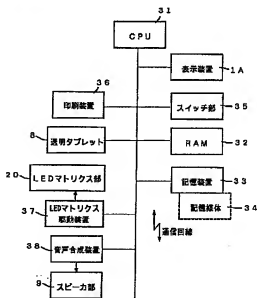 31
CPU
表示装置
1A
36
印刷装置
スイッチ部
35
8
透明タブレット
RAM
32
20
LEDマトリクス部
記憶装置
33
記憶媒体
34
37
LEDマトリクス
駆動装置
通信回線
38
音声合成装置
9
スピーカ部